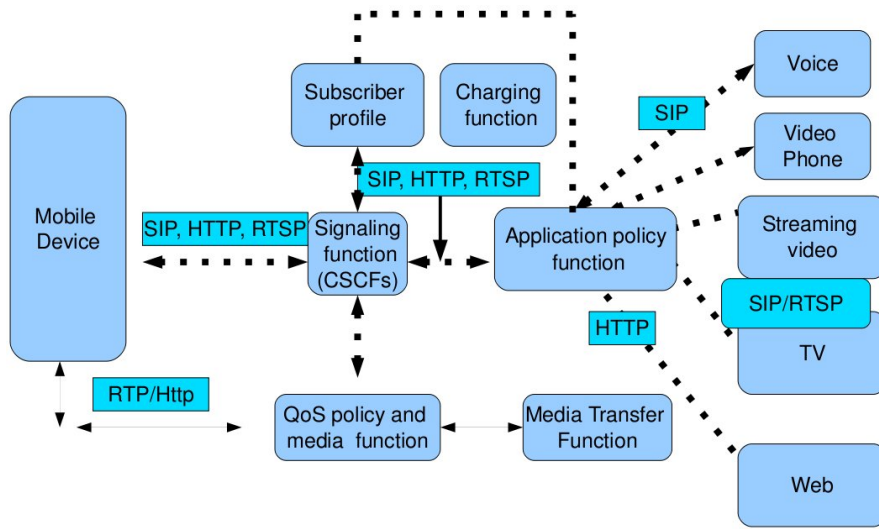 Voice
Subscriber
profile
Charging
function
SIP
Video
Phone
SIP, HTTP, RTSP
Mobile
Device
SIP, HTTP, RTSP
Signaling
function
(CSCFs)
Application policy
function
Streaming
video
SIP/RTSP
HTTP
TV
RTP/Http
QoS policy and
media function
Media Transfer
Function
Web